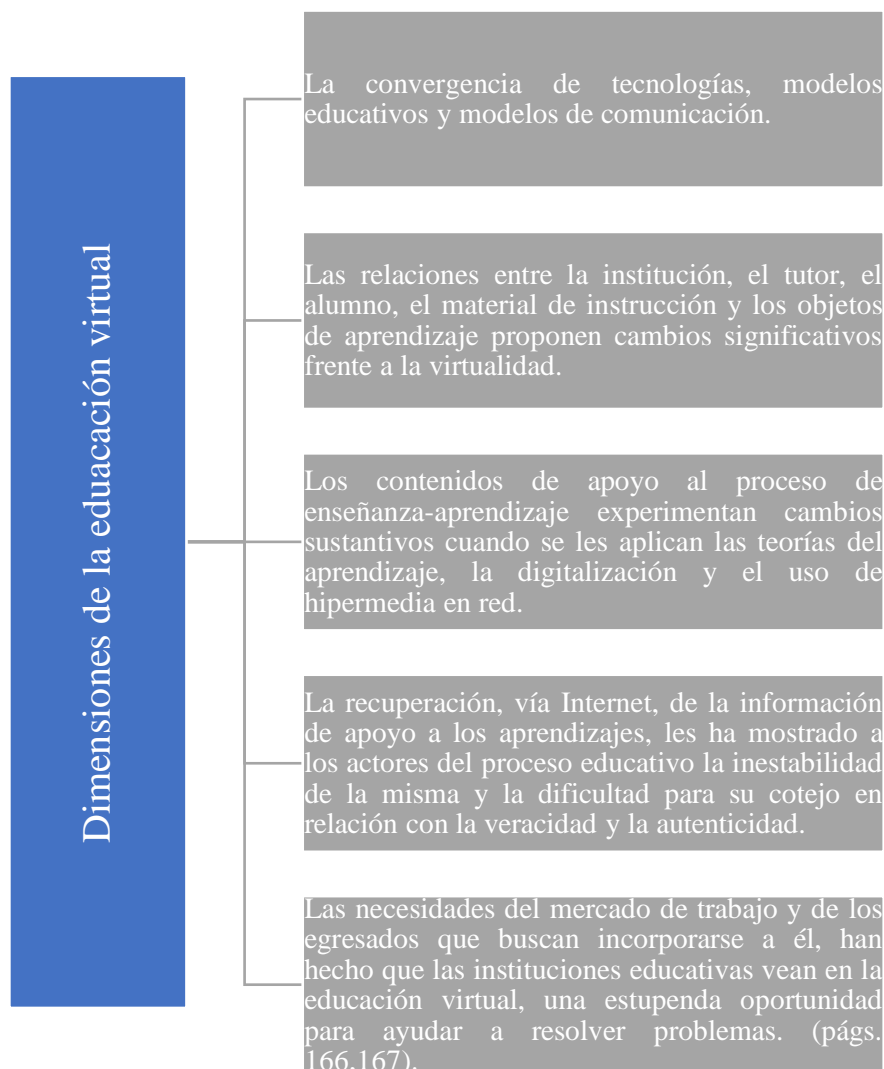 Dimensiones de la eduacación virtual
La convergencia de tecnologías, modelos
educativos y modelos de comunicación.
Las relaciones entre la institución, el tutor, el
alumno, el material de instrucción y los objetos
de aprendizaje proponen cambios significativos
frente a la virtualidad.
Los contenidos de apoyo al proceso de
enseñanza-aprendizaje experimentan cambios
sustantivos cuando se les aplican las teorías del
aprendizaje, la digitalización y el uso de
hipermedia en red.
La recuperación, vía Internet, de la información
de apoyo a los aprendizajes, les ha mostrado a
los actores del proceso educativo la inestabilidad
de la misma y la dificultad para su cotejo en
relación con la veracidad y la autenticidad.
Las necesidades del mercado de trabajo y de los
egresados que buscan incorporarse a él, han
hecho que las instituciones educativas vean en la
educación virtual, una estupenda oportunidad
para ayudar a resolver problemas. (págs.
166,167).